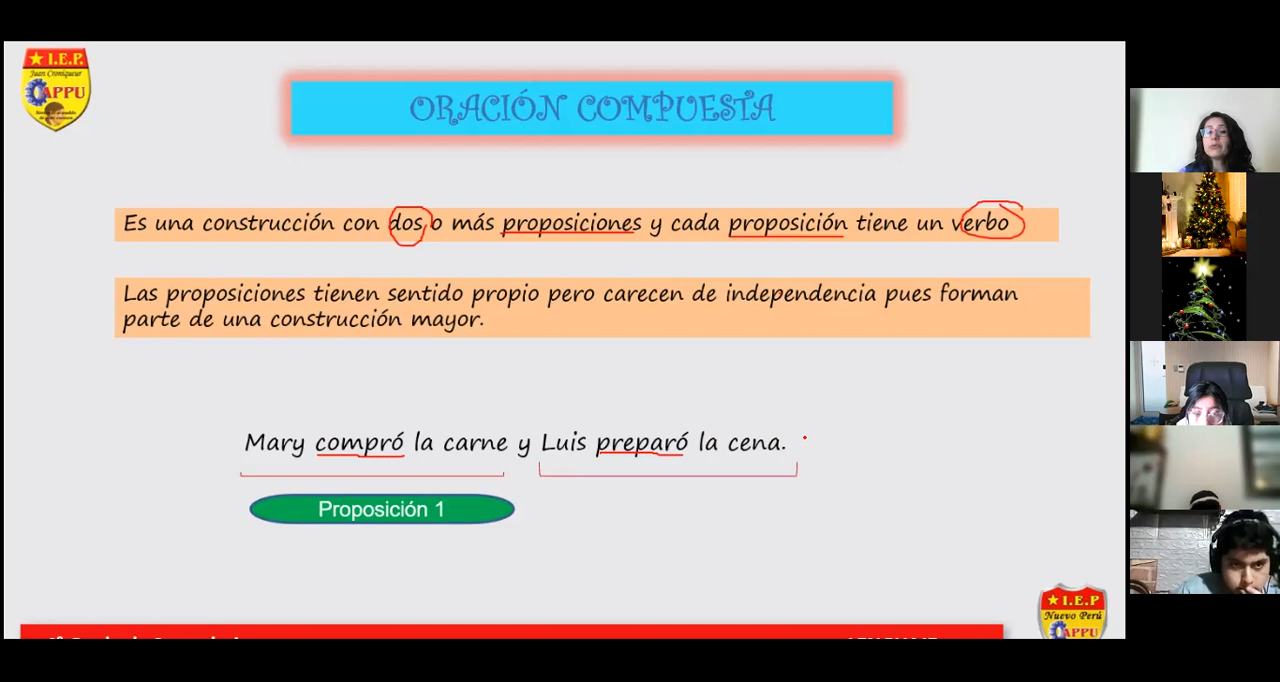 I.E.P.
Juan Croniqueur
APPU
ORACIÓN COMPUESTA
Es una construcción con dos o más proposiciones y cada proposición tiene un verbo
Las proposiciones tienen sentido propio pero carecen de independencia pues forman
parte de una construcción mayor.
Mary compró la carne y Luis preparó la cena.
Proposición 1
I.E.P
Nuevo Perú
APPU